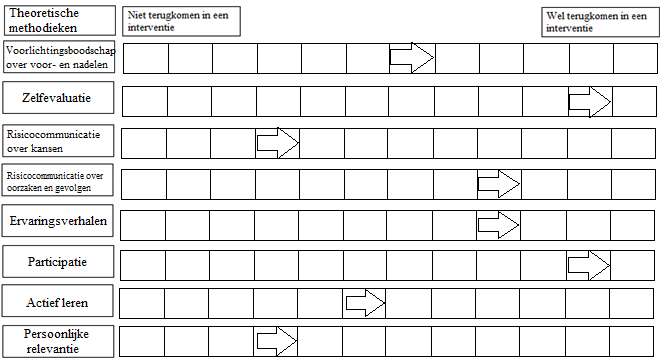 Theoretische
methodieken
Niet terugkomen in een
interventie
Wel terugkomen in een
interventie
Voorlichtingsboodschap
over voor- en nadelen
Zelfevaluatie
Risicocommunicatie
over kansen
Risicocommunicatie over
oorzaken en gevolgen
Ervaringsverhalen
Participatie
Actief leren
Persoonlijke
relevantie